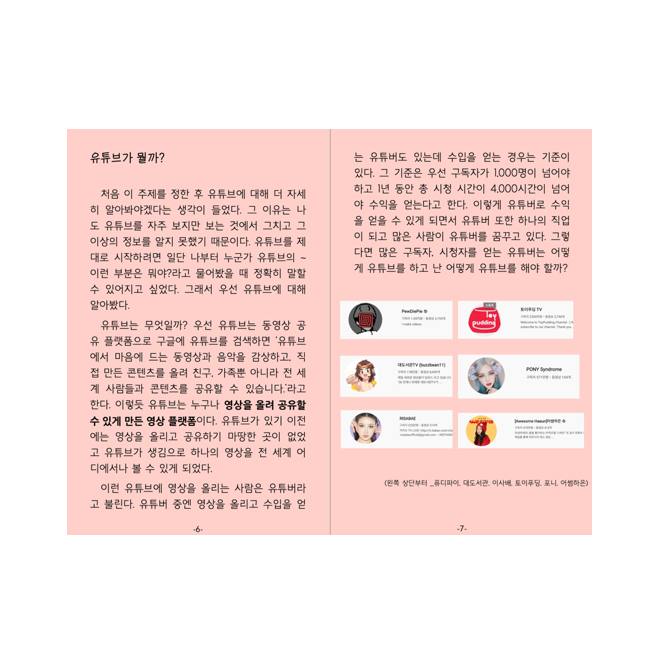 유튜브가 뭘까?
처음 이 주제를 정한 후 유튜브에 대해 더 자세
히 알아봐야겠다는 생각이 들었다. 그 이유는 나
도 유튜브를 자주 보지만 보는 것에서 그치고 그
이상의 정보를 알지 못했기 때문이다. 유튜브를 제
대로 시작하려면 일단 나부터 누군가 유튜브의 ~
이런 부분은 뭐야?라고 물어봤을 때 정확히 말할
수 있어지고 싶었다. 그래서 우선 유튜브에 대해
알아봤다.
유튜브는 무엇일까? 우선 유튜브는 동영상 공
유 플랫폼으로 구글에 유튜브를 검색하면 '유튜브
에서 마음에 드는 동영상과 음악을 감상하고, 직
접 만든 콘텐츠를 올려 친구, 가족뿐 아니라 전 세
계 사람들과 콘텐츠를 공유할 수 있습니다.'라고
한다. 이렇듯 유튜브는 누구나 영상을 올려 공유할
수 있게 만든 영상 플랫폼이다. 유튜브가 있기 이전
에는 영상을 올리고 공유하기 마땅한 곳이 없었
고 유튜브가 생김으로 하나의 영상을 전 세계 어
디에서나 볼 수 있게 되었다.
이런 유튜브에 영상을 올리는 사람은 유튜버라
고 불린다. 유튜버 중엔 영상을 올리고 수입을 얻
-6-
는 유튜버도 있는데 수입을 얻는 경우는 기준이
있다. 그 기준은 우선 구독자가 1,000명이 넘어야
하고 1년 동안 총 시청 시간이 4,000시간이 넘어
야 수익을 얻는다고 한다. 이렇게 유튜버로 수익
을 얻을 수 있게 되면서 유튜버 또한 하나의 직업
이 되고 많은 사람이 유튜버를 꿈꾸고 있다. 그렇
다면 많은 구독자, 시청자를 얻는 유튜버는 어떻
게 유튜브를 하고 난 어떻게 유튜브를 해야 할까?
PewDiePie
I make videos.
Toy pudding
토이푸딩 TV
대도서관TV (buzzbean11)
PONY Syndrome
RISABAE
[Awesome Haeun]어썸하은
(왼쪽 상단부터 _퓨디파이, 대도서관, 이사배, 토이푸딩, 포니, 어썸하은)
-7-